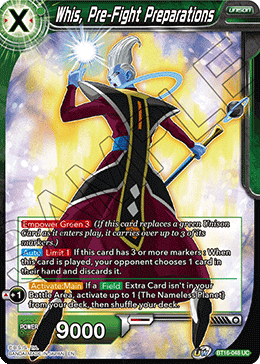 X
Whis, Pre-Fight Preparations
UNISON
Empower Green 3 (If this card replaces a green Unison
Card as it enters play, it carries over up to 3 of its
markers.)
Auto Limit 1 If this card has 3 or more markers : When
this card is played, your opponent chooses 1 card in
their hand and discards it.
+1 Activate:Main If a 《Field》 Extra Card isn't in your
Battle Area, activate up to 1 {The Nameless Planet}
from your deck, then shuffle your deck.
POWER 9000
BT16-048 UC